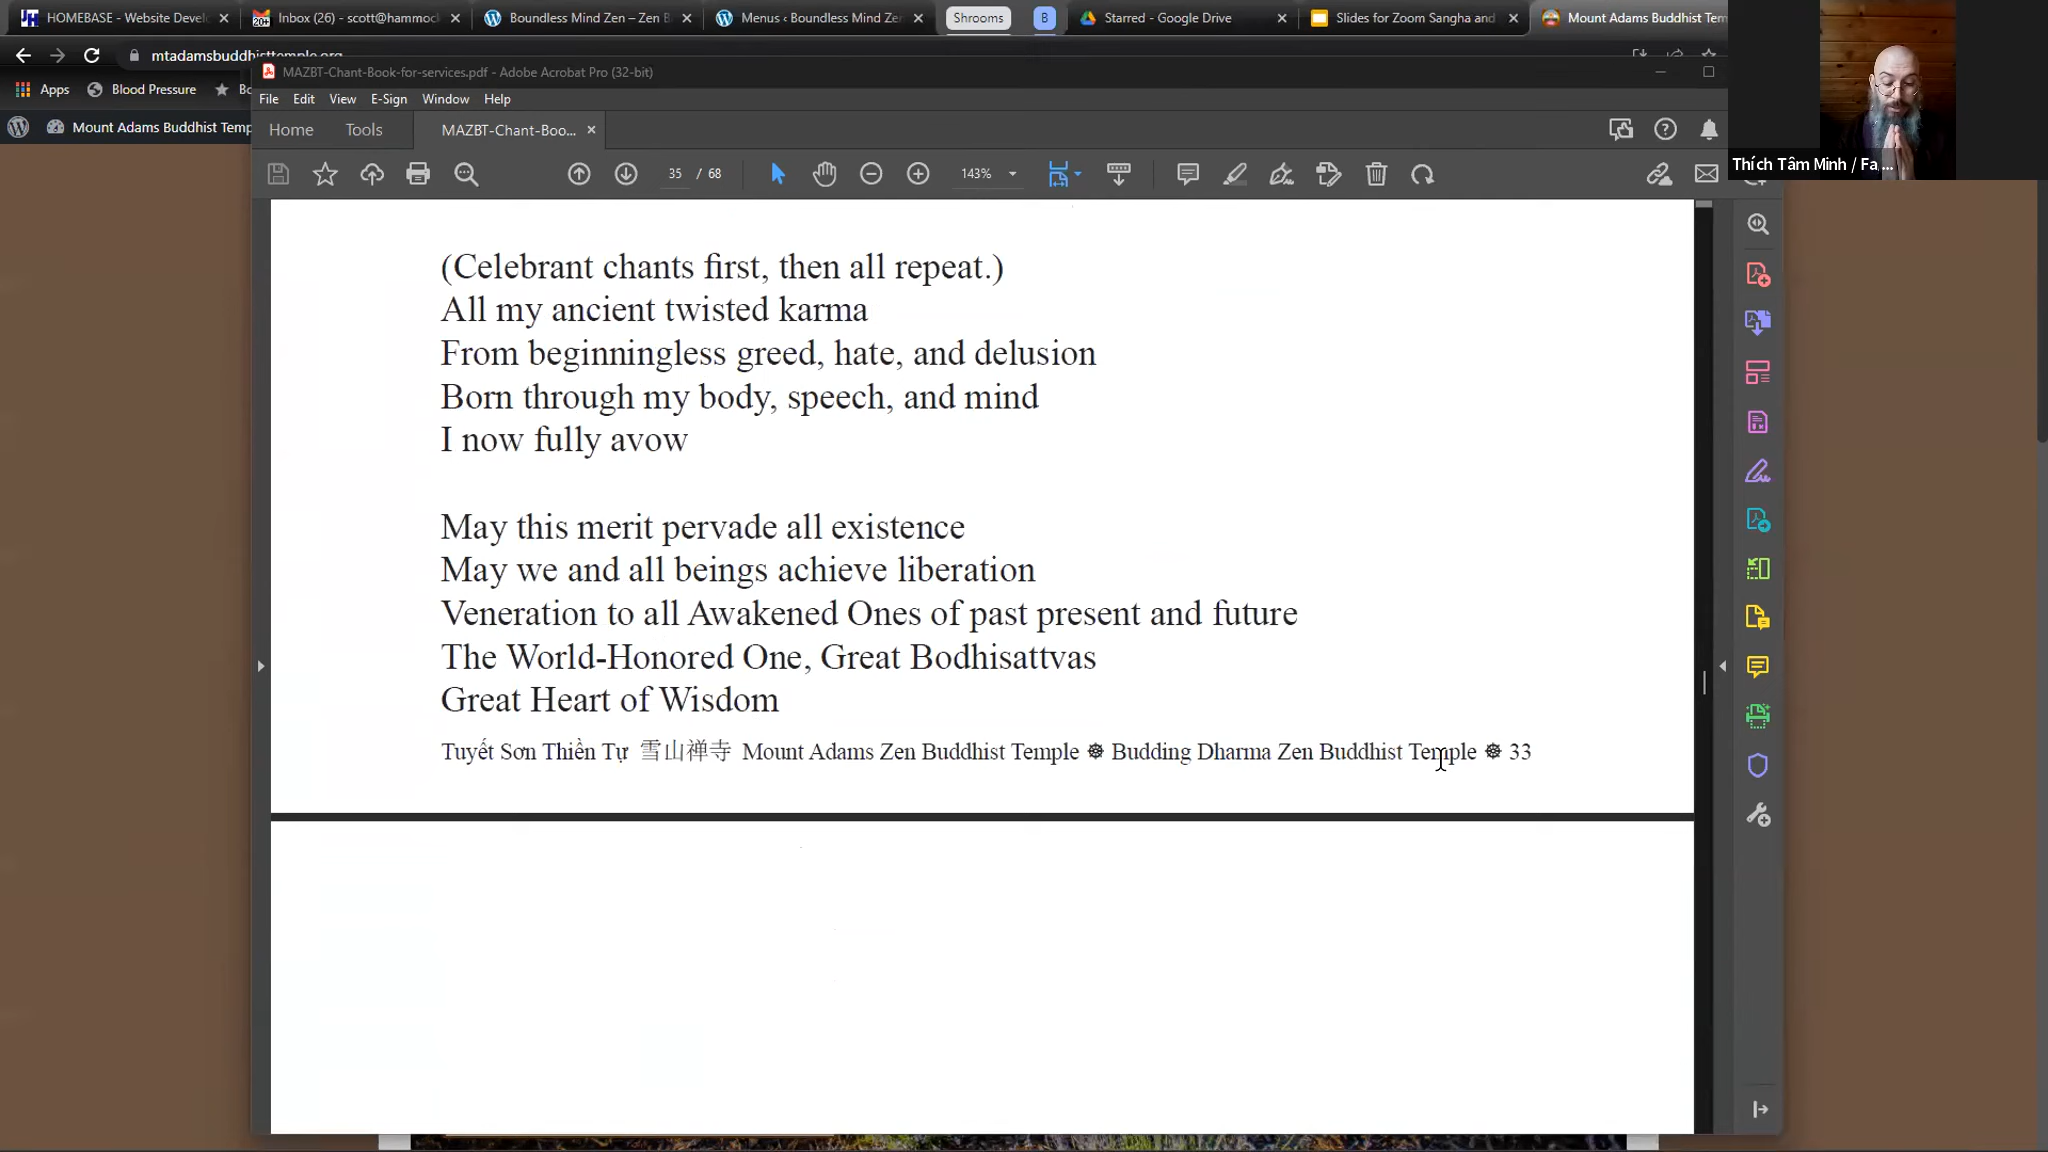 HOMEBASE - Website Develo
Inbox (26) - scott@hammock
Boundless Mind Zen – Zen B
Menus ‹ Boundless Mind Zen
Shrooms
B
Starred - Google Drive
Slides for Zoom Sangha and
Mount Adams Buddhist Tem
mtadamsbuddhisttemple.org
Apps
Blood Pressure
Bo
Mount Adams Buddhist Temp
MAZBT-Chant-Book-for-services.pdf - Adobe Acrobat Pro (32-bit)
File Edit View E-Sign Window Help
Home Tools MAZBT-Chant-Boo...
35 / 68 143%
Thích Tâm Minh / Fa, ...
(Celebrant chants first, then all repeat.)
All my ancient twisted karma
From beginningless greed, hate, and delusion
Born through my body, speech, and mind
I now fully avow
May this merit pervade all existence
May we and all beings achieve liberation
Veneration to all Awakened Ones of past present and future
The World-Honored One, Great Bodhisattvas
Great Heart of Wisdom
Tuyết Sơn Thiền Tự 雪山禅寺 Mount Adams Zen Buddhist Temple ☸ Budding Dharma Zen Buddhist Temple ☸ 33